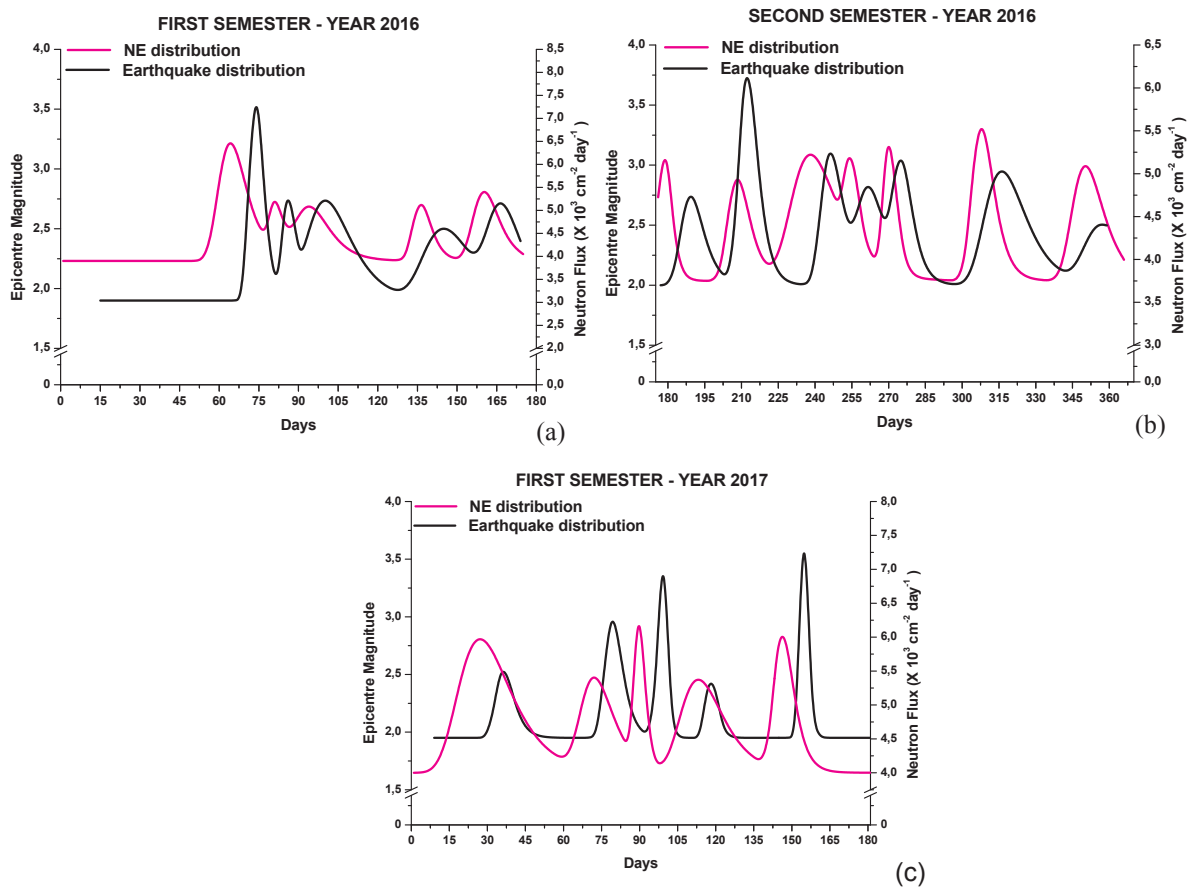 FIRST SEMESTER - YEAR 2016
NE distribution
Earthquake distribution
Epicentre Magnitude
4,0
3,5
3,0
2,5
2,0
1,5
0
Neutron Flux (X 10³ cm⁻² day⁻¹ )
8,5
8,0
7,5
7,0
6,5
6,0
5,5
5,0
4,5
4,0
3,5
3,0
2,5
2,0
0,0
0 15 30 45 60 75 90 105 120 135 150 165 180
Days
(a)
SECOND SEMESTER - YEAR 2016
NE distribution
Earthquake distribution
Epicentre Magnitude
4,0
3,5
3,0
2,5
2,0
1,5
0
Neutron Flux (X 10³ cm⁻² day⁻¹ )
6,5
6,0
5,5
5,0
4,5
4,0
3,5
3,0
0,0
180 195 210 225 240 255 270 285 300 315 330 345 360
Days
(b)
FIRST SEMESTER - YEAR 2017
NE distribution
Earthquake distribution
Epicentre Magnitude
4,0
3,5
3,0
2,5
2,0
1,5
0
Neutron Flux (X 10³ cm⁻² day⁻¹ )
8,0
7,5
7,0
6,5
6,0
5,5
5,0
4,5
4,0
0
0 15 30 45 60 75 90 105 120 135 150 165 180
Days
(c)